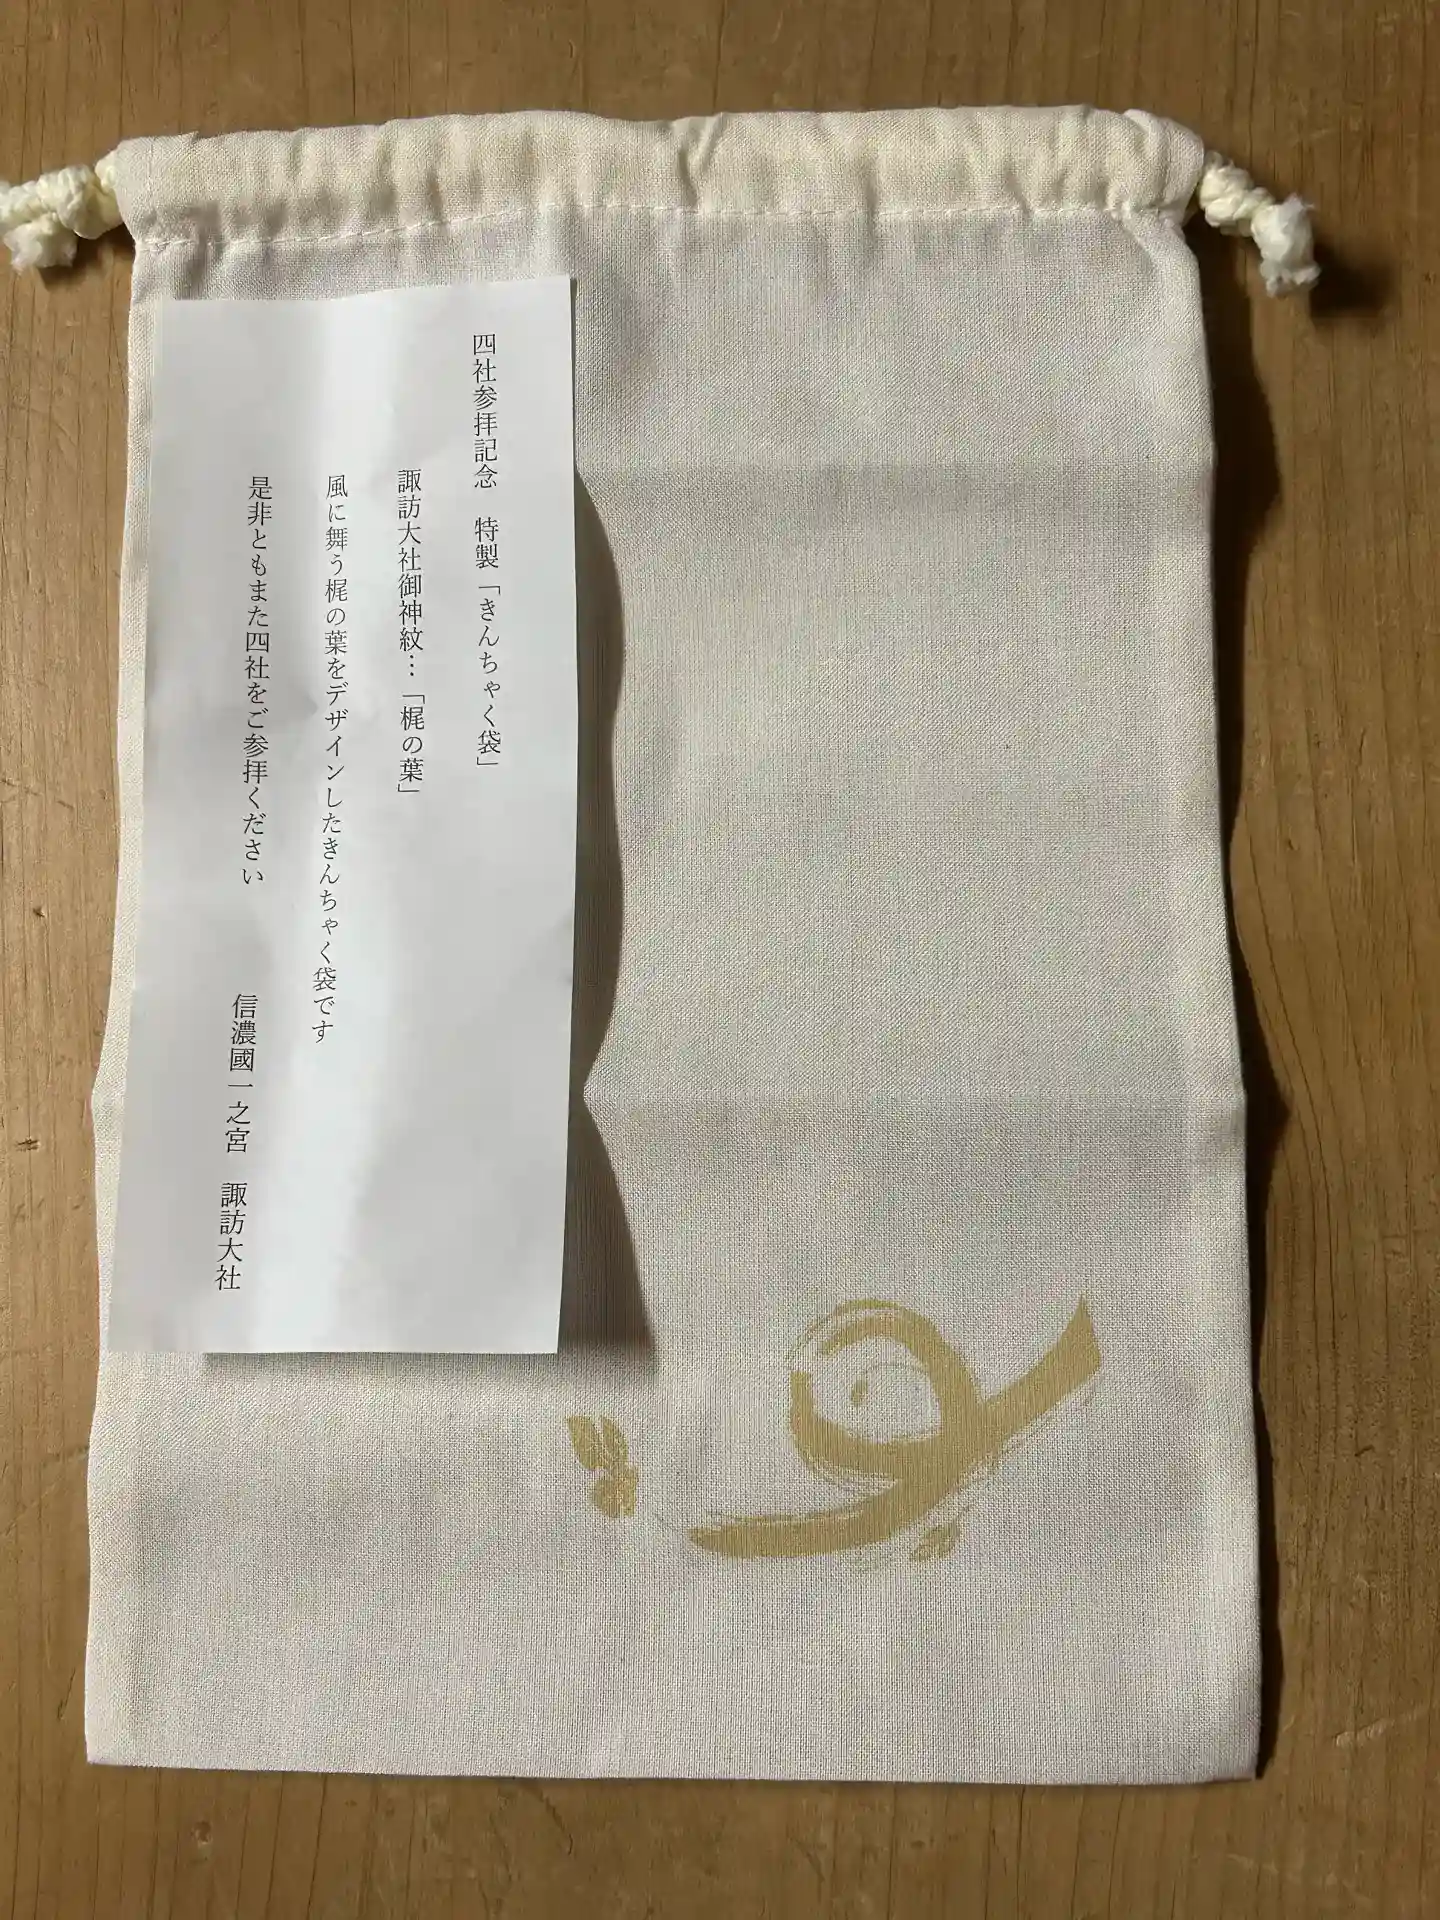 四社参拝記念　特製「きんちゃく袋」
諏訪大社御神紋…「梶の葉」
風に舞う梶の葉をデザインしたきんちゃく袋です
是非ともまた四社をご参拝ください
信濃國一之宮　諏訪大社